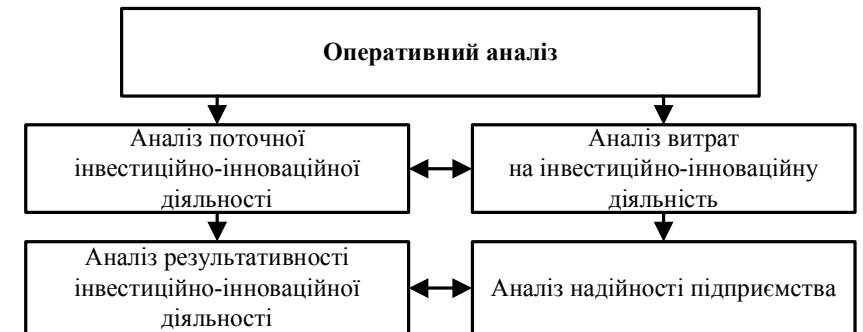 Оперативний аналіз
Аналіз поточної
інвестиційно-інноваційної
діяльності
Аналіз витрат
на інвестиційно-інноваційну
діяльність
Аналіз результативності
інвестиційно-інноваційної
діяльності
Аналіз надійності підприємства